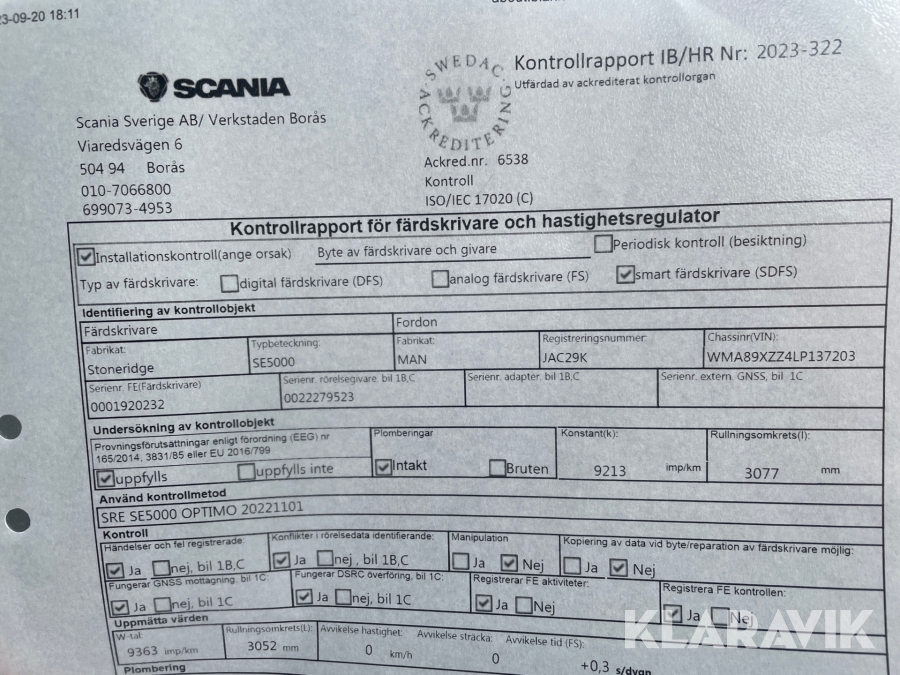 3-09-20 18:11
SCANIA
Scania Sverige AB/ Verkstaden Borås
Viaredsvägen 6
504 94 Borås
010-7066800
699073-4953
SWEDAC ACKREDITERING
Kontrollrapport IB/HR Nr: 2023-322
Utfärdad av ackrediterat kontrollorgan
Ackred.nr. 6538
Kontroll
ISO/IEC 17020 (C)
Kontrollrapport för färdskrivare och hastighetsregulator
Installationskontroll(ange orsak) Byte av färdskrivare och givare Periodisk kontroll (besiktning)
Typ av färdskrivare: digital färdskrivare (DFS) analog färdskrivare (FS) smart färdskrivare (SDFS)
Identifiering av kontrollobjekt
Färdskrivare Fordon
Fabrikat: Typbeteckning: Fabrikat: Registreringsnummer: Chassinr(VIN):
Stoneridge SE5000 MAN JAC29K WMA89XZZ4LP137203
Serienr. FE(Färdskrivare) Serienr. rörelsegivare. bil 1B,C Serienr. adapter. bil 1B,C Serienr. extern. GNSS, bil 1C
0001920232 0022279523
Undersökning av kontrollobjekt
Provningsförutsättningar enligt förordning (EEG) nr Plomberingar Konstant(k): Rullningsomkrets(l):
165/2014, 3831/85 eller EU 2016/799
uppfylls uppfylls inte Intakt Bruten 9213 imp/km 3077 mm
Använd kontrollmetod
SRE SE5000 OPTIMO 20221101
Kontroll
Händelser och fel registrerade: Konflikter i rörelsedata identifierande: Manipulation Kopiering av data vid byte/reparation av färdskrivare möjlig:
Ja nej, bil 1B,C Ja nej, bil 1B,C Ja Nej Ja Nej
Fungerar GNSS mottagning, bil 1C: Fungerar DSRC överföring, bil 1C: Registrerar FE aktiviteter: Registrera FE kontrollen:
Ja nej, bil 1C Ja nej, bil 1C Ja Nej Ja Nej
Uppmätta värden
W-tal: Rullningsomkrets(L): Avvikelse hastighet: Avvikelse sträcka: Avvikelse tid (FS):
9363 imp/km 3052 mm 0 km/h 0 +0,3 s/dygn
Plombering
KLARAVIK